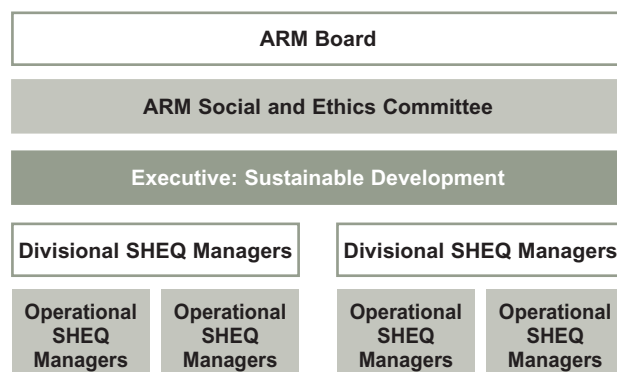 ARM Board
ARM Social and Ethics Committee
Executive: Sustainable Development
Divisional SHEQ Managers
Divisional SHEQ Managers
Operational
SHEQ
Managers
Operational
SHEQ
Managers
Operational
SHEQ
Managers
Operational
SHEQ
Managers